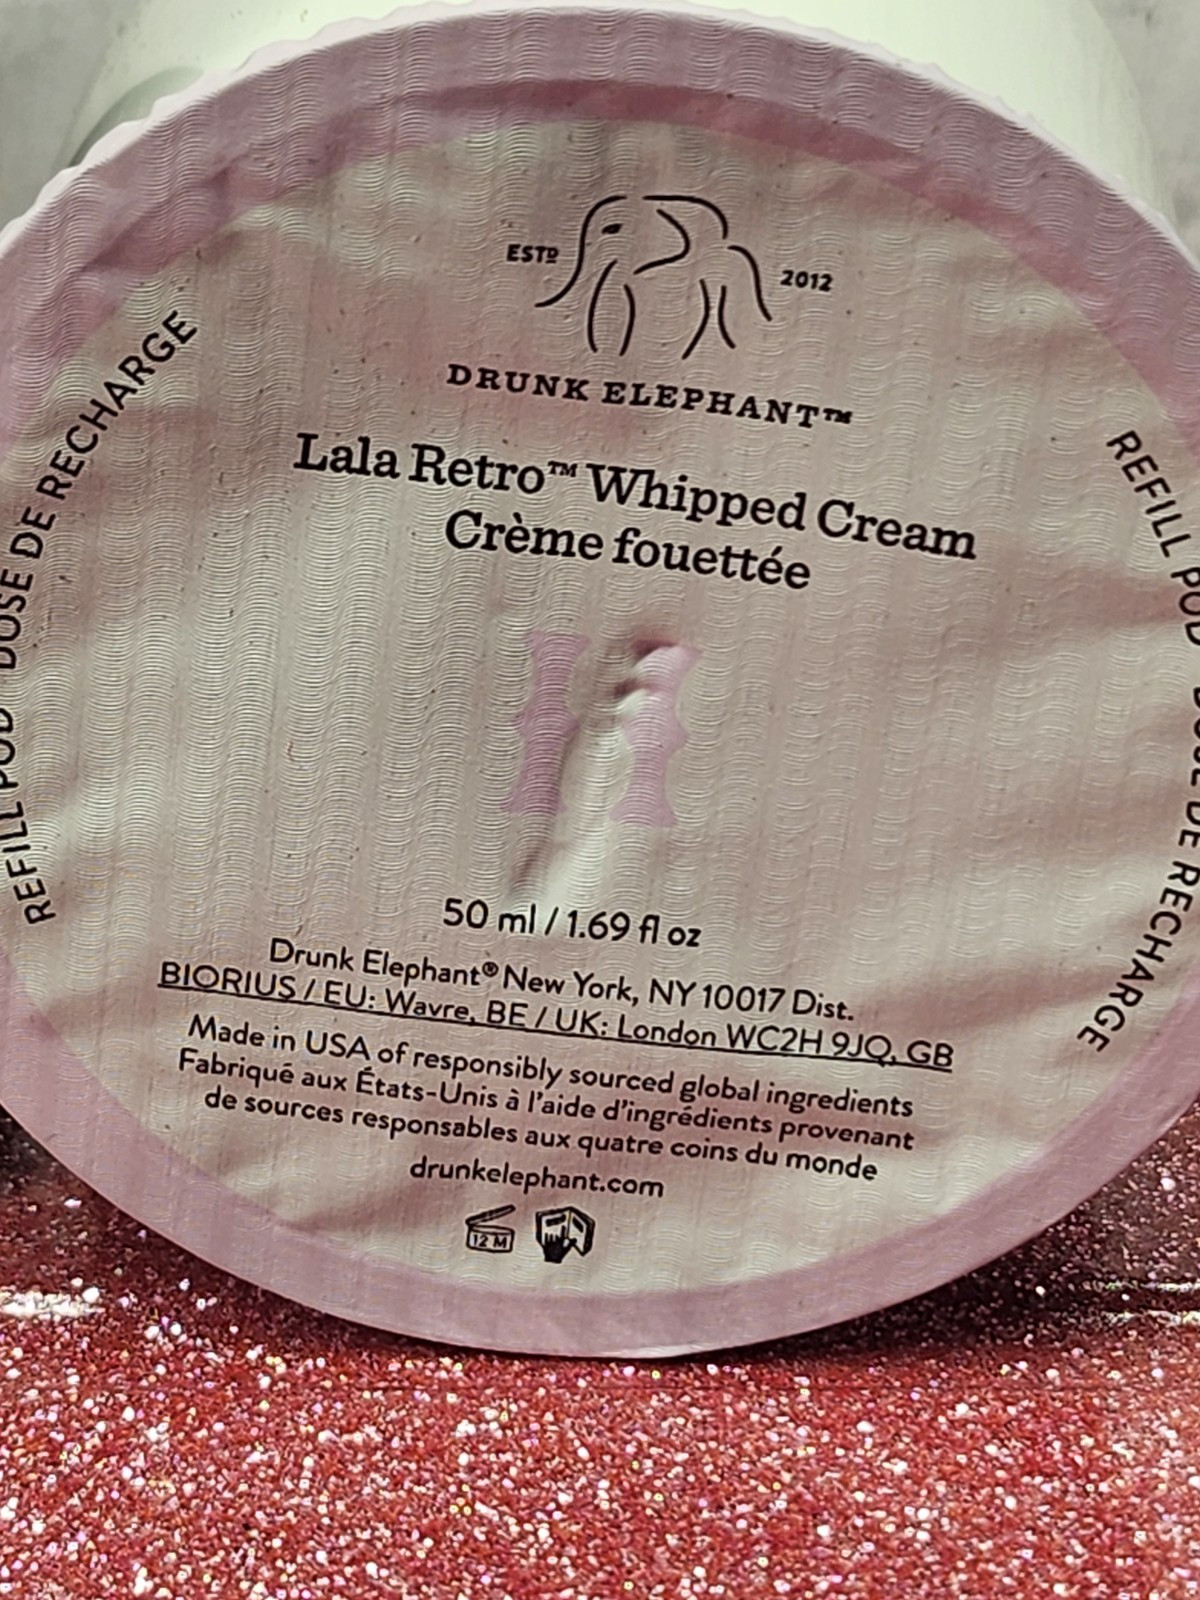 ESTD
2012
DRUNK ELEPHANT™
Lala Retro™ Whipped Cream
Crème fouettée
REFILL POD DOSE DE RECHARGE
REFILL POD DOSE DE RECHARGE
50 ml / 1.69 fl oz
Drunk Elephant® New York, NY 10017 Dist.
BIORIUS / EU: Wavre, BE / UK: London WC2H 9JQ, GB
Made in USA of responsibly sourced global ingredients
Fabriqué aux États-Unis à l'aide d'ingrédients provenant
de sources responsables aux quatre coins du monde
drunkelephant.com
12 M